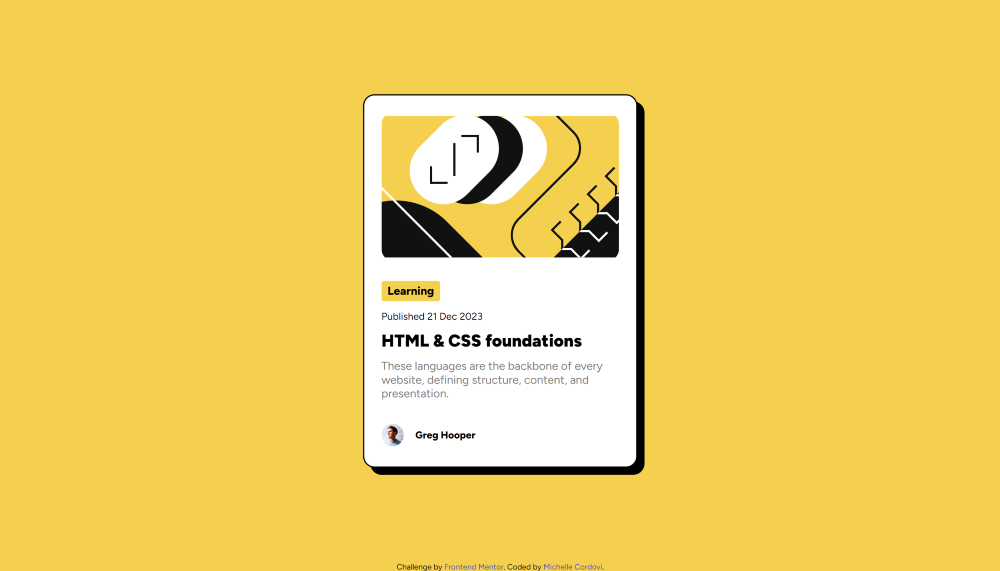 Learning
Published 21 Dec 2023
HTML & CSS foundations
These languages are the backbone of every
website, defining structure, content, and
presentation.
Greg Hooper
Challenge by Frontend Mentor. Coded by Michelle Cordovi.